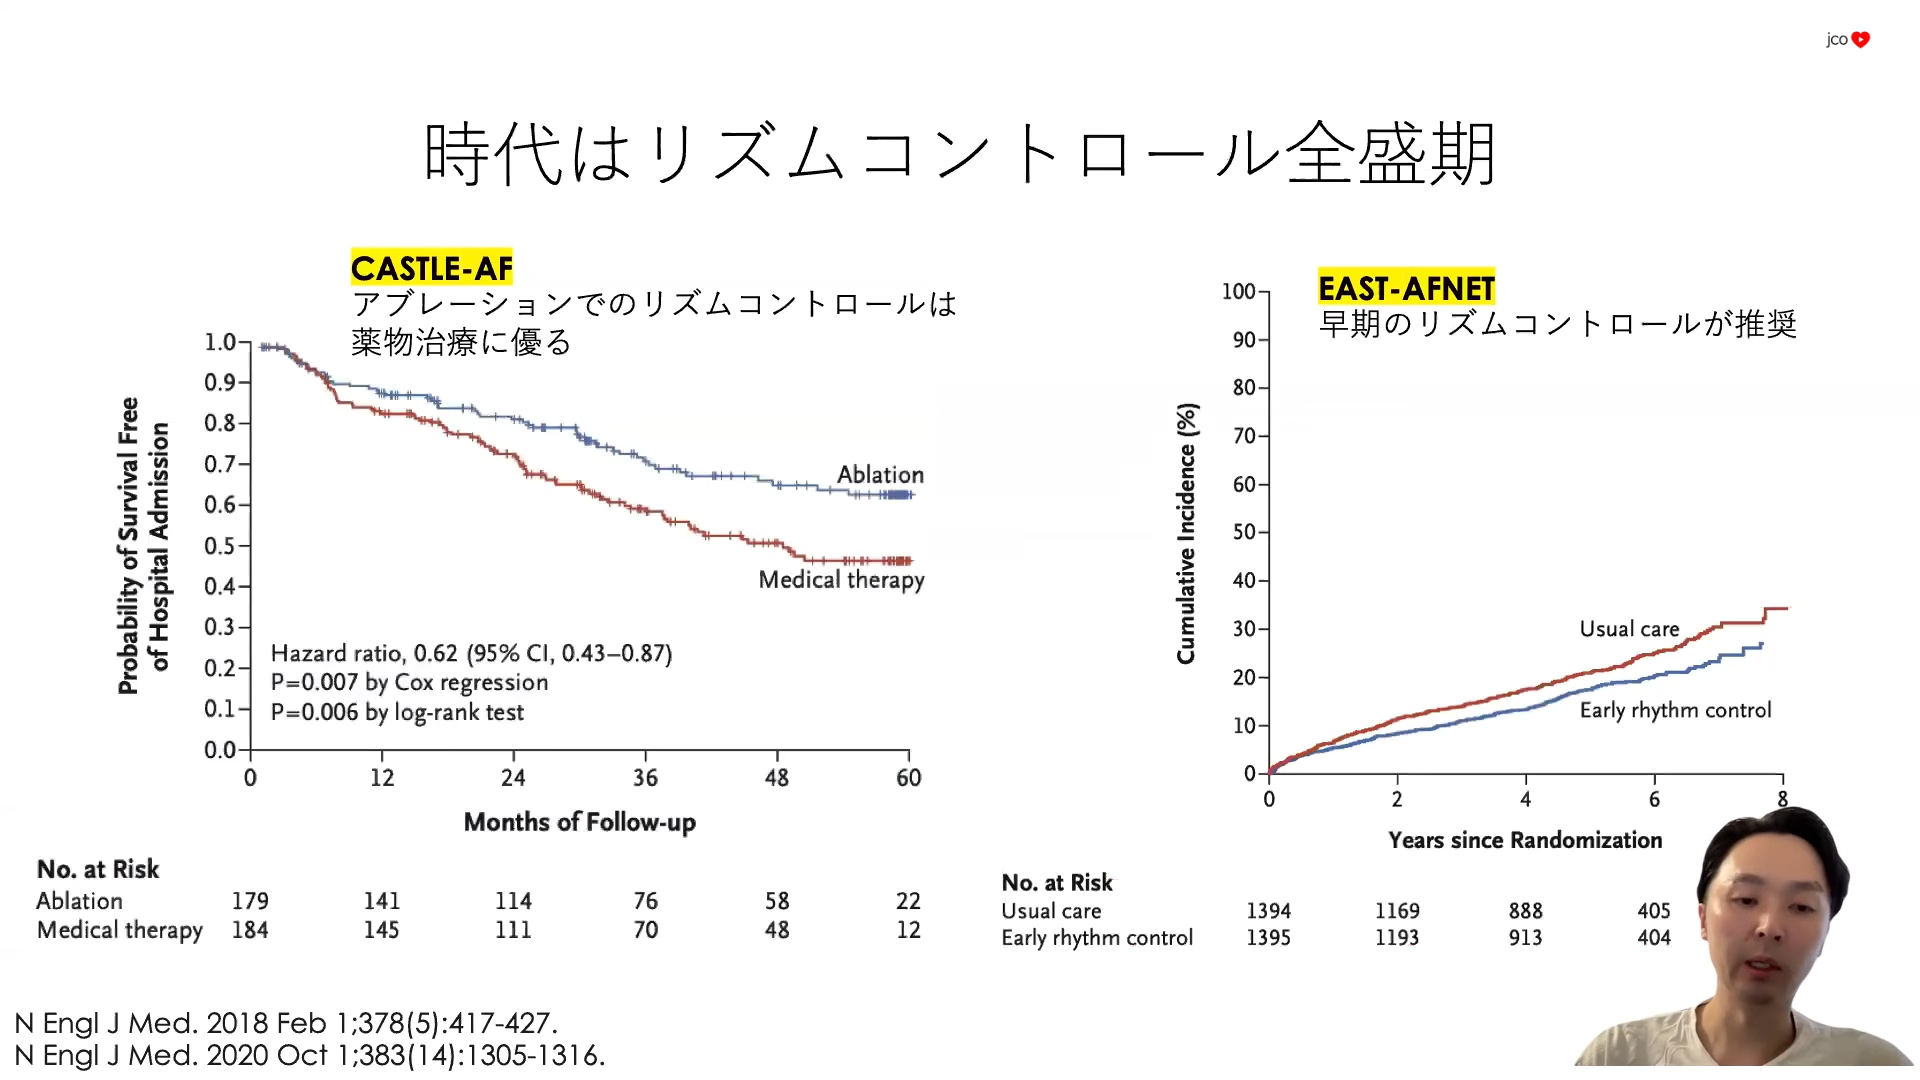 jco
時代はリズムコントロール全盛期
CASTLE-AF
アブレーションでのリズムコントロールは
薬物治療に優る
Probability of Survival Free
of Hospital Admission
1.0
0.9
0.8
0.7
0.6
0.5
0.4
0.3
0.2
0.1
0.0
Ablation
Medical therapy
Hazard ratio, 0.62 (95% CI, 0.43–0.87)
P=0.007 by Cox regression
P=0.006 by log-rank test
0 12 24 36 48 60
Months of Follow-up
No. at Risk
Ablation 179 141 114 76 58 22
Medical therapy 184 145 111 70 48 12
EAST-AFNET
早期のリズムコントロールが推奨
Cumulative Incidence (%)
100
90
80
70
60
50
40
30
20
10
0
Usual care
Early rhythm control
0 2 4 6 8
Years since Randomization
No. at Risk
Usual care 1394 1169 888 405
Early rhythm control 1395 1193 913 404
N Engl J Med. 2018 Feb 1;378(5):417-427.
N Engl J Med. 2020 Oct 1;383(14):1305-1316.